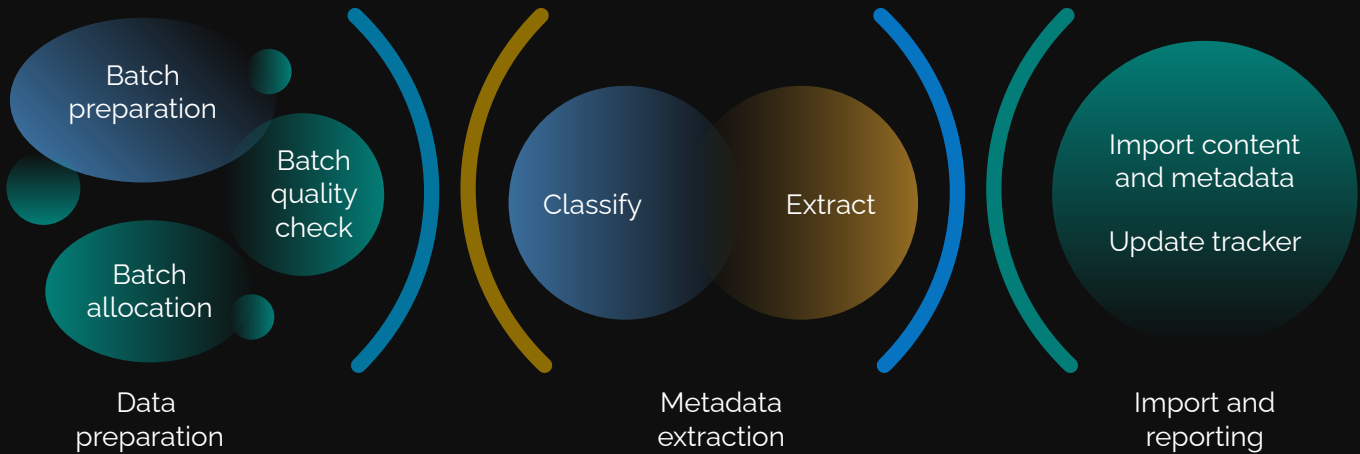 Batch
preparation
Batch
quality
check
Batch
allocation
Data
preparation
Classify
Extract
Metadata
extraction
Import content
and metadata
Update tracker
Import and
reporting